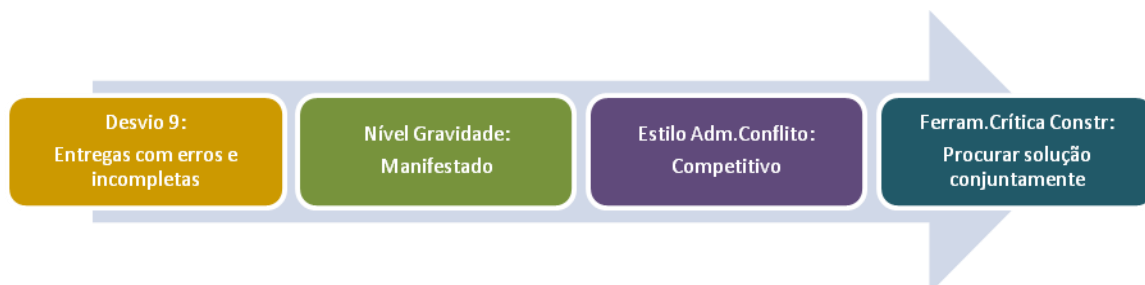 Desvio 9:
Entregas com erros e
incompletas
Nível Gravidade:
Manifestado
Estilo Adm.Conflito:
Competitivo
Ferram.Crítica Constr:
Procurar solução
conjuntamente